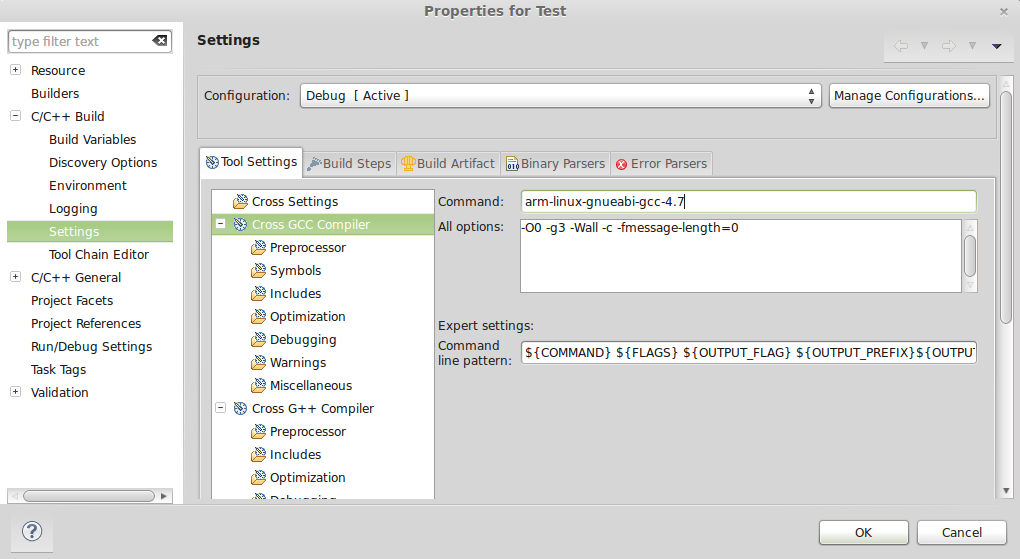 Properties for Test
type filter text
Resource
Builders
C/C++ Build
Build Variables
Discovery Options
Environment
Logging
Settings
Tool Chain Editor
C/C++ General
Project Facets
Project References
Run/Debug Settings
Task Tags
Validation
Settings
Configuration: Debug [ Active ] Manage Configurations...
Tool Settings Build Steps Build Artifact Binary Parsers Error Parsers
Cross Settings
Cross GCC Compiler
Preprocessor
Symbols
Includes
Optimization
Debugging
Warnings
Miscellaneous
Cross G++ Compiler
Preprocessor
Includes
Optimization
Debugging
Command: arm-linux-gnueabi-gcc-4.7
All options: -O0 -g3 -Wall -c -fmessage-length=0
Expert settings:
Command
line pattern: ${COMMAND} ${FLAGS} ${OUTPUT_FLAG} ${OUTPUT_PREFIX}${OUTPU
OK Cancel